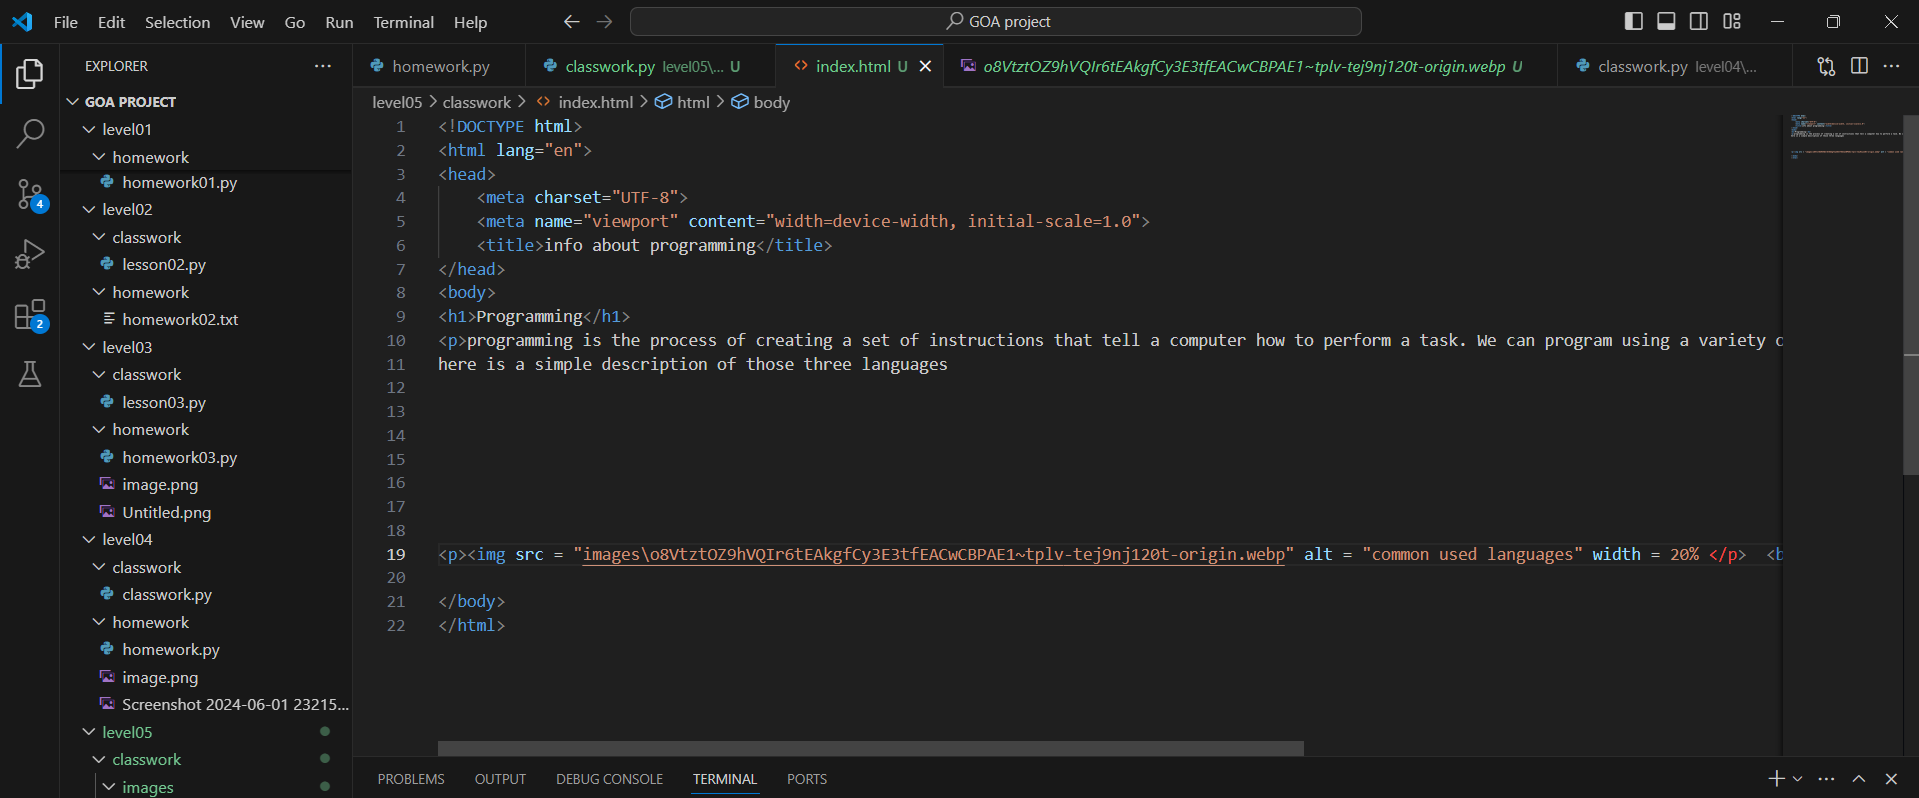 File Edit Selection View Go Run Terminal Help
GOA project
EXPLORER
GOA PROJECT
level01
homework
homework01.py
level02
classwork
lesson02.py
homework
homework02.txt
level03
classwork
lesson03.py
homework
homework03.py
image.png
Untitled.png
level04
classwork
classwork.py
homework
homework.py
image.png
Screenshot 2024-06-01 23215...
level05
classwork
images
4
2
homework.py
classwork.py level05\... U
index.html U
o8VtztOZ9hVQIr6tEAkgfCy3E3tfEACwCBPAE1~tplv-tej9nj120t-origin.webp U
classwork.py level04\...
level05 > classwork > index.html > html > body
1 <!DOCTYPE html>
2 <html lang="en">
3 <head>
4 <meta charset="UTF-8">
5 <meta name="viewport" content="width=device-width, initial-scale=1.0">
6 <title>info about programming</title>
7 </head>
8 <body>
9 <h1>Programming</h1>
10 <p>programming is the process of creating a set of instructions that tell a computer how to perform a task. We can program using a variety
11 here is a simple description of those three languages
12
13
14
15
16
17
18
19 <p><img src = "images\o8VtztOZ9hVQIr6tEAkgfCy3E3tfEACwCBPAE1~tplv-tej9nj120t-origin.webp" alt = "common used languages" width = 20% </p> <b
20
21 </body>
22 </html>
PROBLEMS OUTPUT DEBUG CONSOLE TERMINAL PORTS